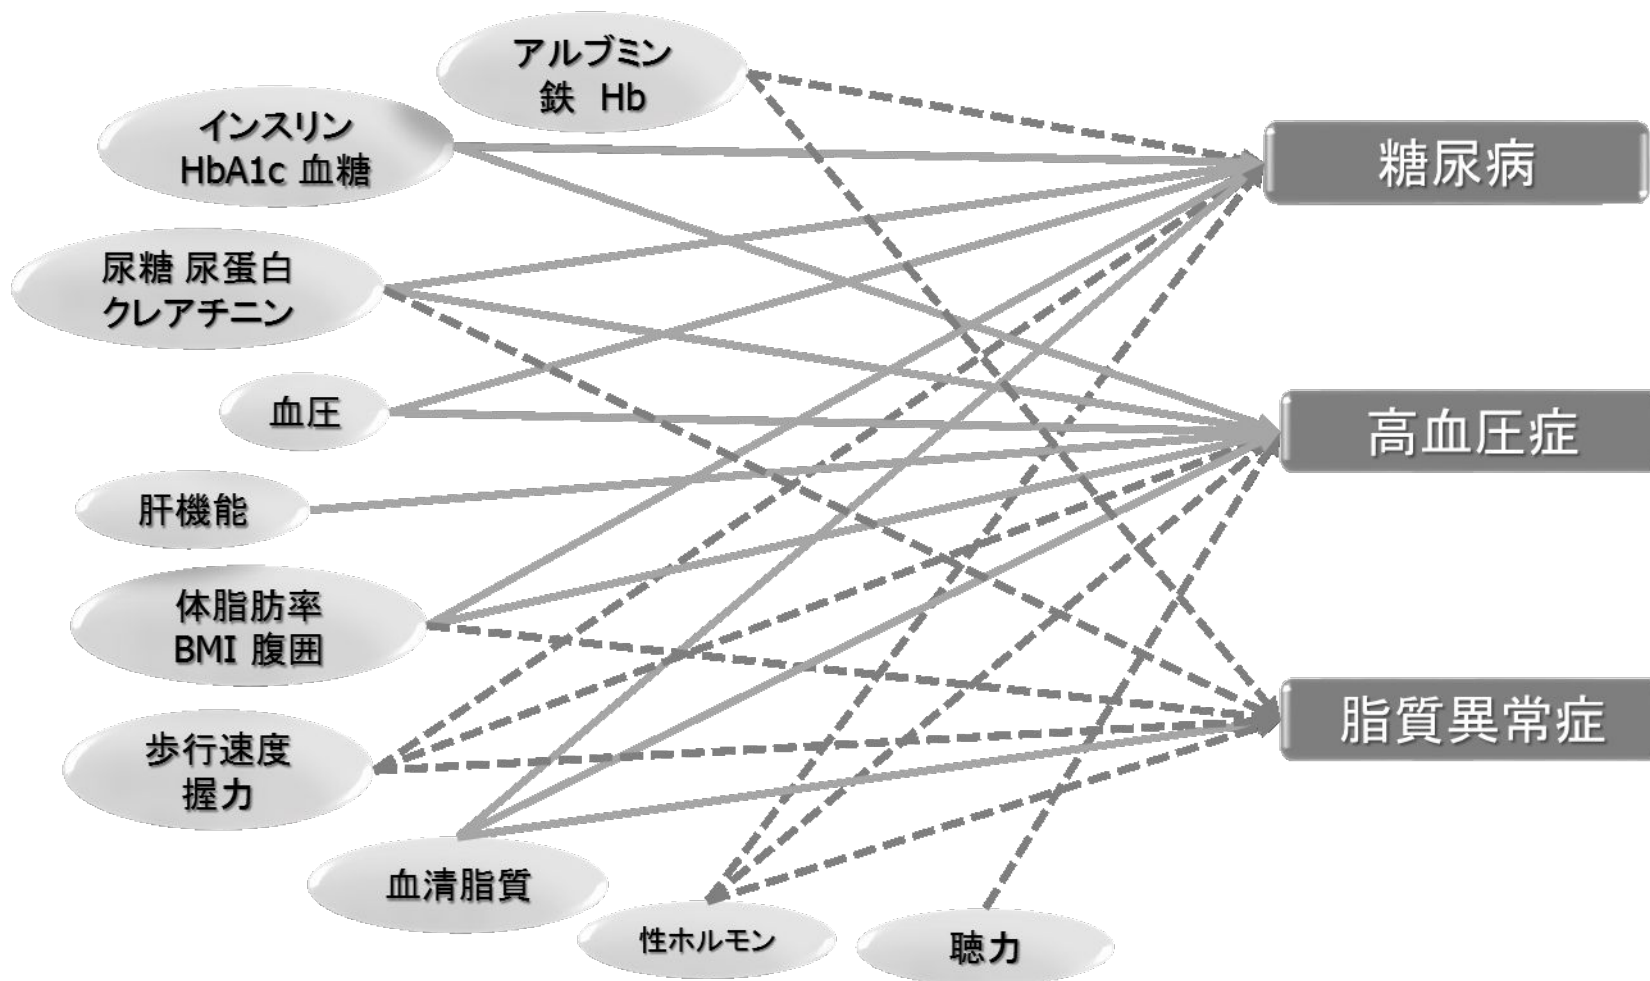 アルブミン
鉄 Hb
インスリン
HbA1c 血糖
糖尿病
尿糖 尿蛋白
クレアチニン
血圧
高血圧症
肝機能
体脂肪率
BMI 腹囲
脂質異常症
歩行速度
握力
血清脂質
性ホルモン
聴力